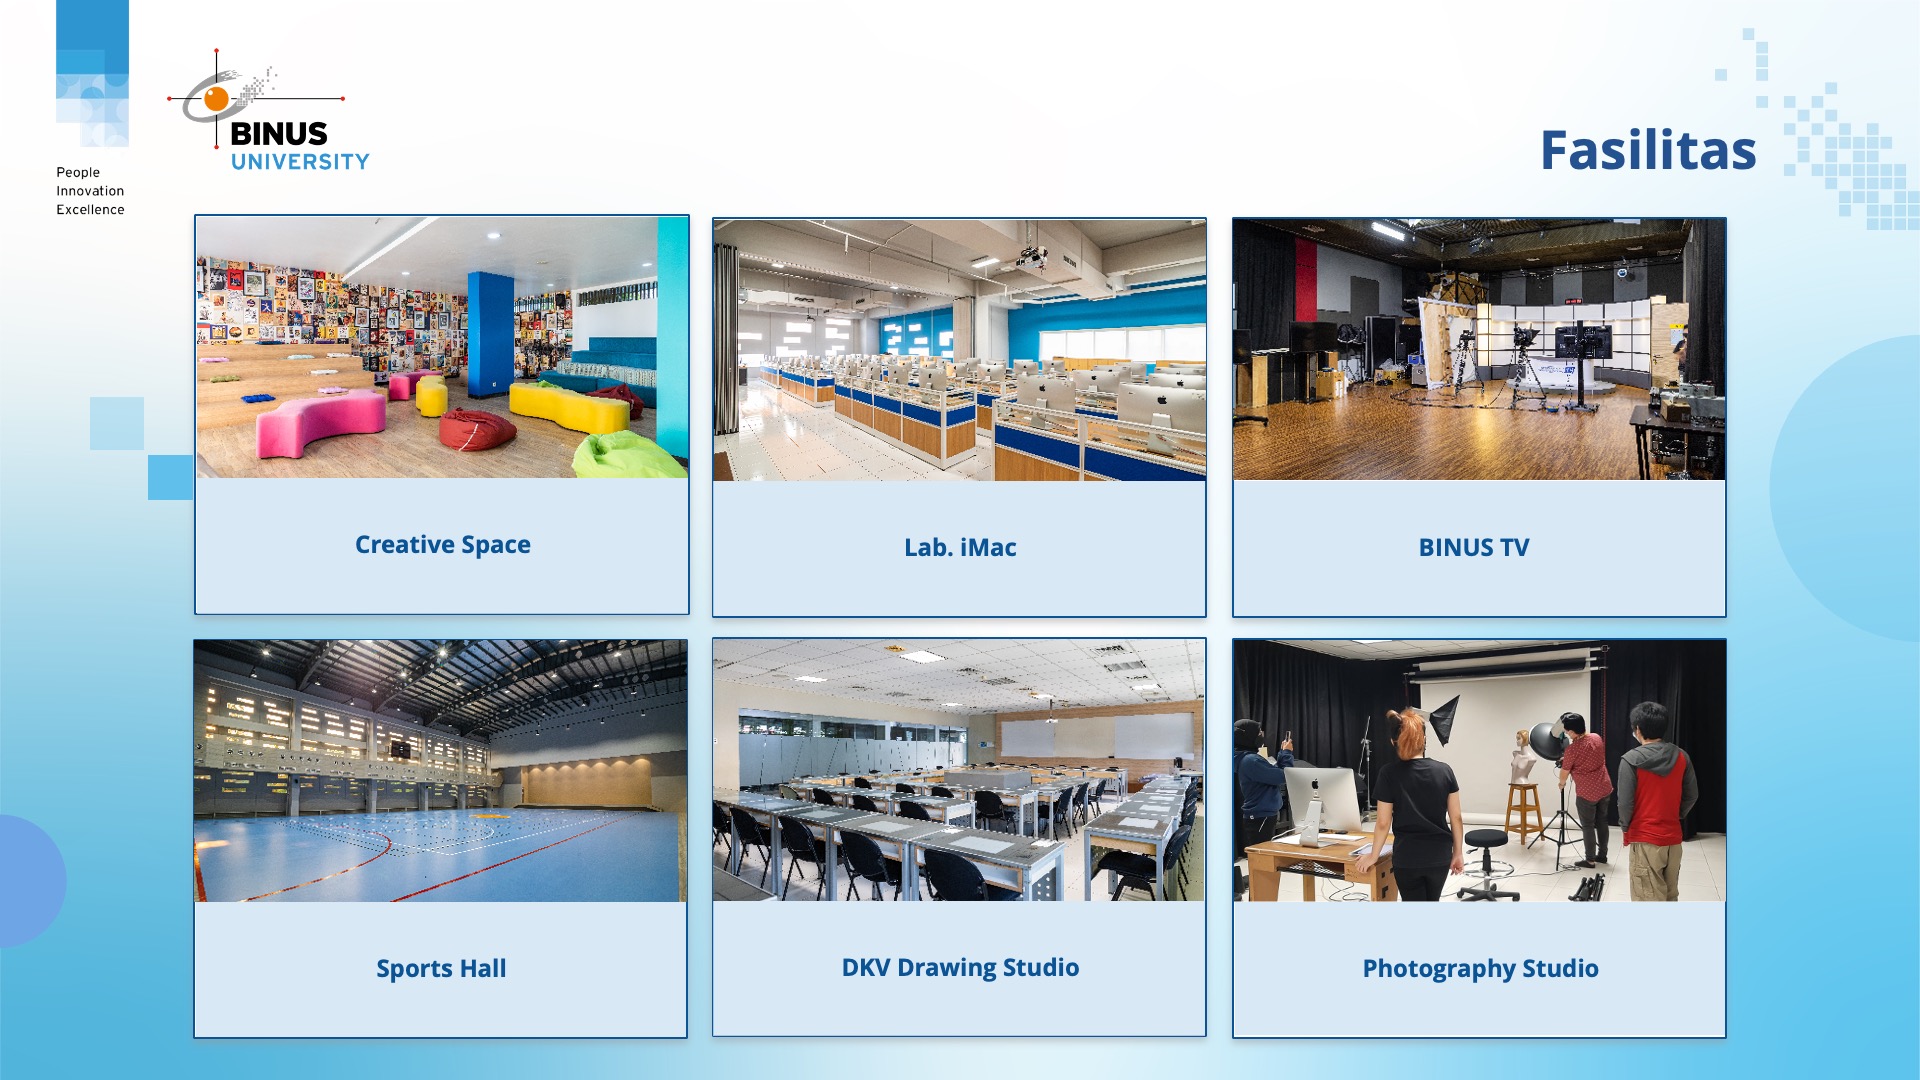 People
Innovation
Excellence
BINUS
UNIVERSITY
Fasilitas
Creative Space
Lab. iMac
BINUS TV
Sports Hall
DKV Drawing Studio
Photography Studio